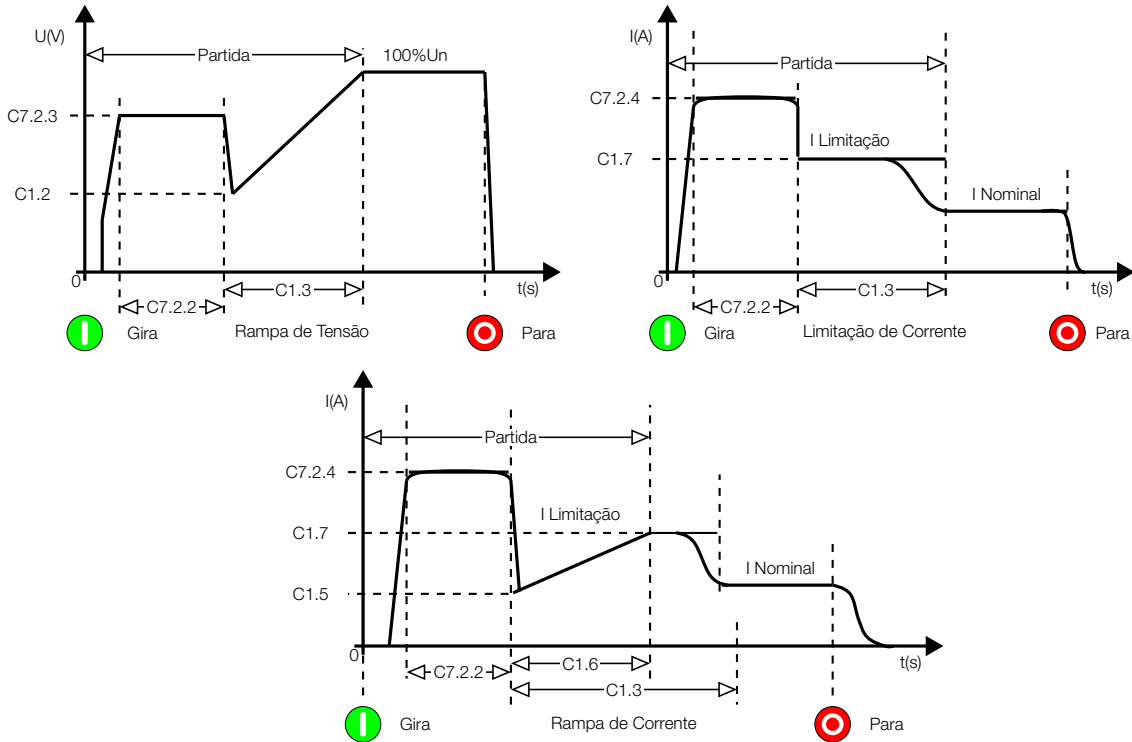 U(V)
Partida
100%Un
C7.2.3
C1.2
0
t(s)
C1.3
C7.2.2
Gira
Rampa de Tensão
Para
I(A)
Partida
C7.2.4
I Limitação
C1.7
I Nominal
0
t(s)
C1.3
C7.2.2
Gira
Limitação de Corrente
Para
I(A)
Partida
C7.2.4
I Limitação
C1.7
I Nominal
C1.5
0
t(s)
C1.6
C7.2.2
C1.3
Gira
Rampa de Corrente
Para